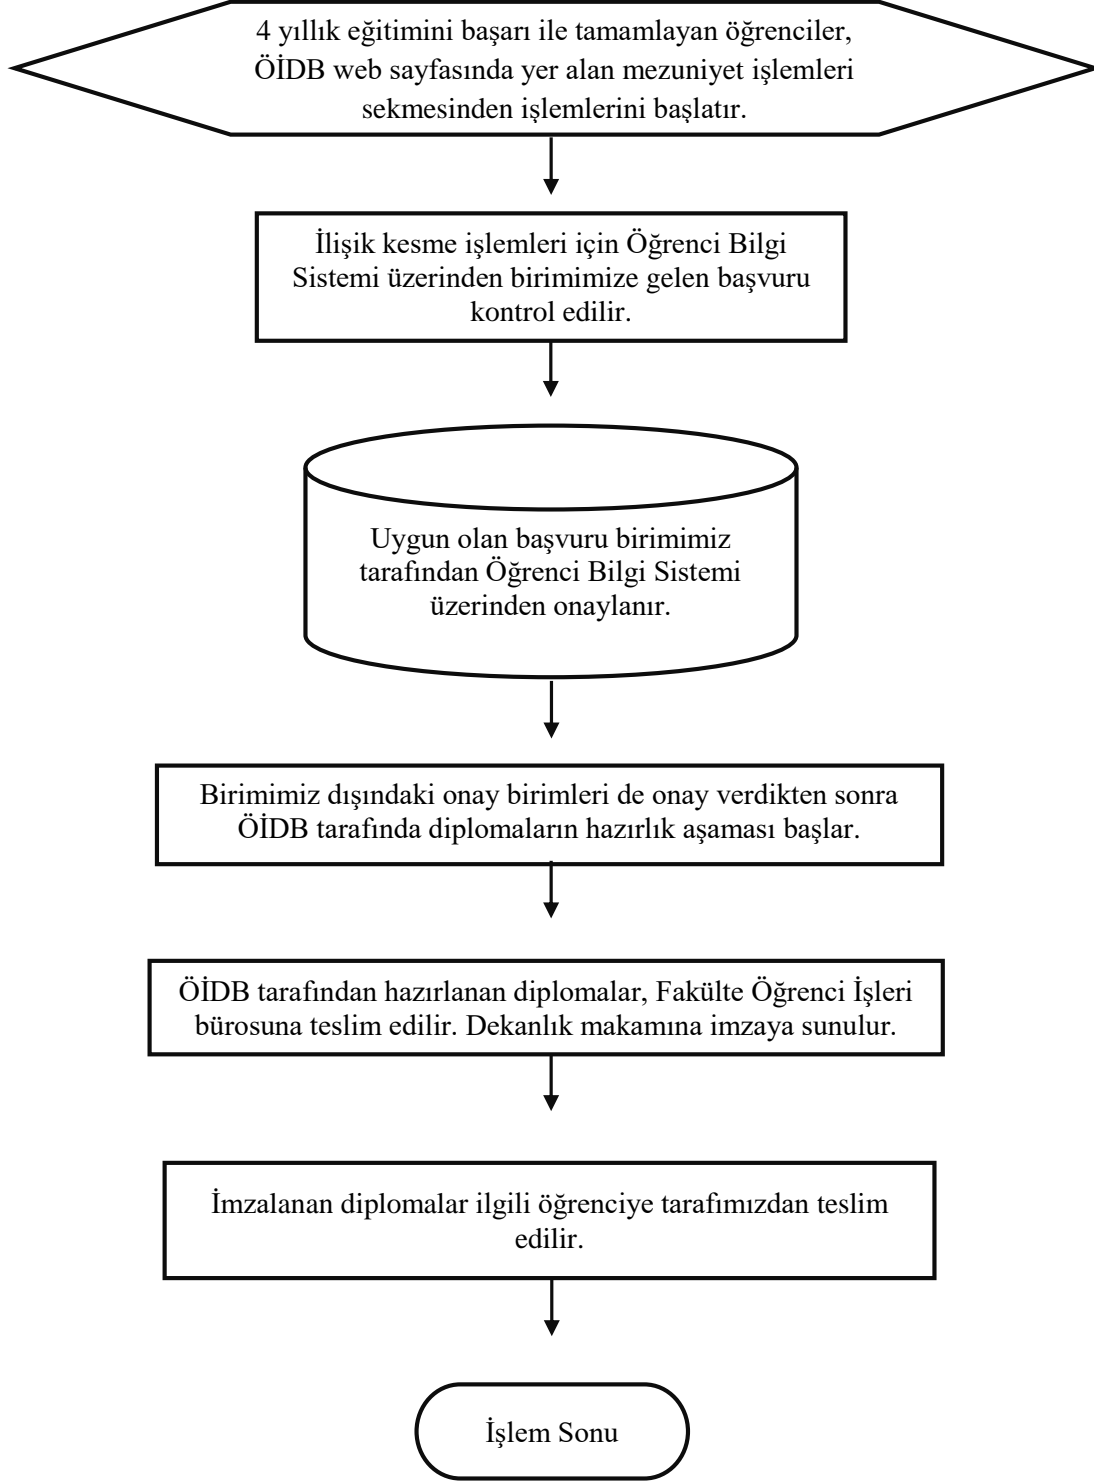 4 yıllık eğitimini başarı ile tamamlayan öğrenciler,
ÖİDB web sayfasında yer alan mezuniyet işlemleri
sekmesinden işlemlerini başlatır.
İlişik kesme işlemleri için Öğrenci Bilgi
Sistemi üzerinden birimimize gelen başvuru
kontrol edilir.
Uygun olan başvuru birimimiz
tarafından Öğrenci Bilgi Sistemi
üzerinden onaylanır.
Birimimiz dışındaki onay birimleri de onay verdikten sonra
ÖİDB tarafında diplomaların hazırlık aşaması başlar.
ÖİDB tarafından hazırlanan diplomalar, Fakülte Öğrenci İşleri
bürosuna teslim edilir. Dekanlık makamına imzaya sunulur.
İmzalanan diplomalar ilgili öğrenciye tarafımızdan teslim
edilir.
İşlem Sonu